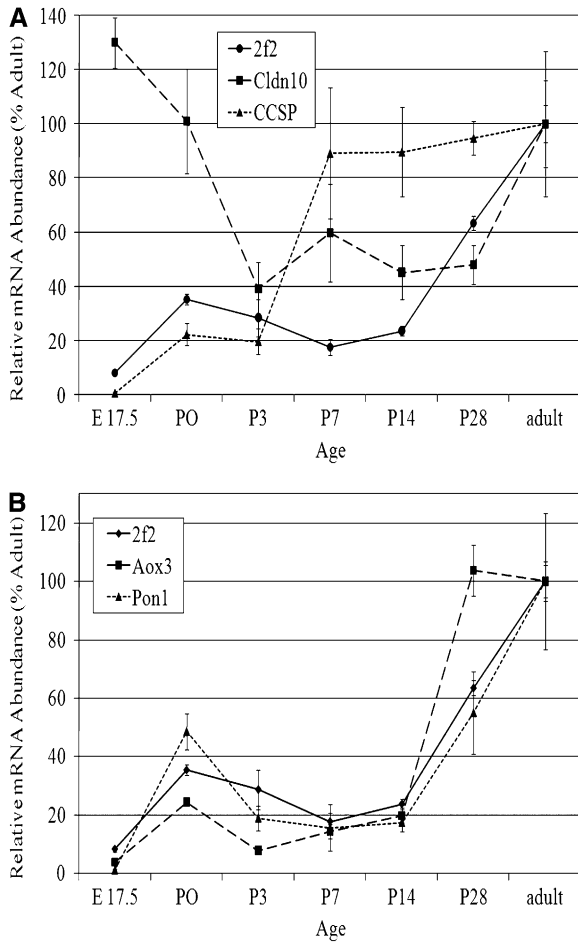 A
Relative mRNA Abundance (% Adult)
140
120
100
80
60
40
20
0
2f2
Cldn10
CCSP
E 17.5 PO P3 P7 P14 P28 adult
Age
B
Relative mRNA Abundance (% Adult)
120
100
80
60
40
20
0
2f2
Aox3
Pon1
E 17.5 PO P3 P7 P14 P28 adult
Age